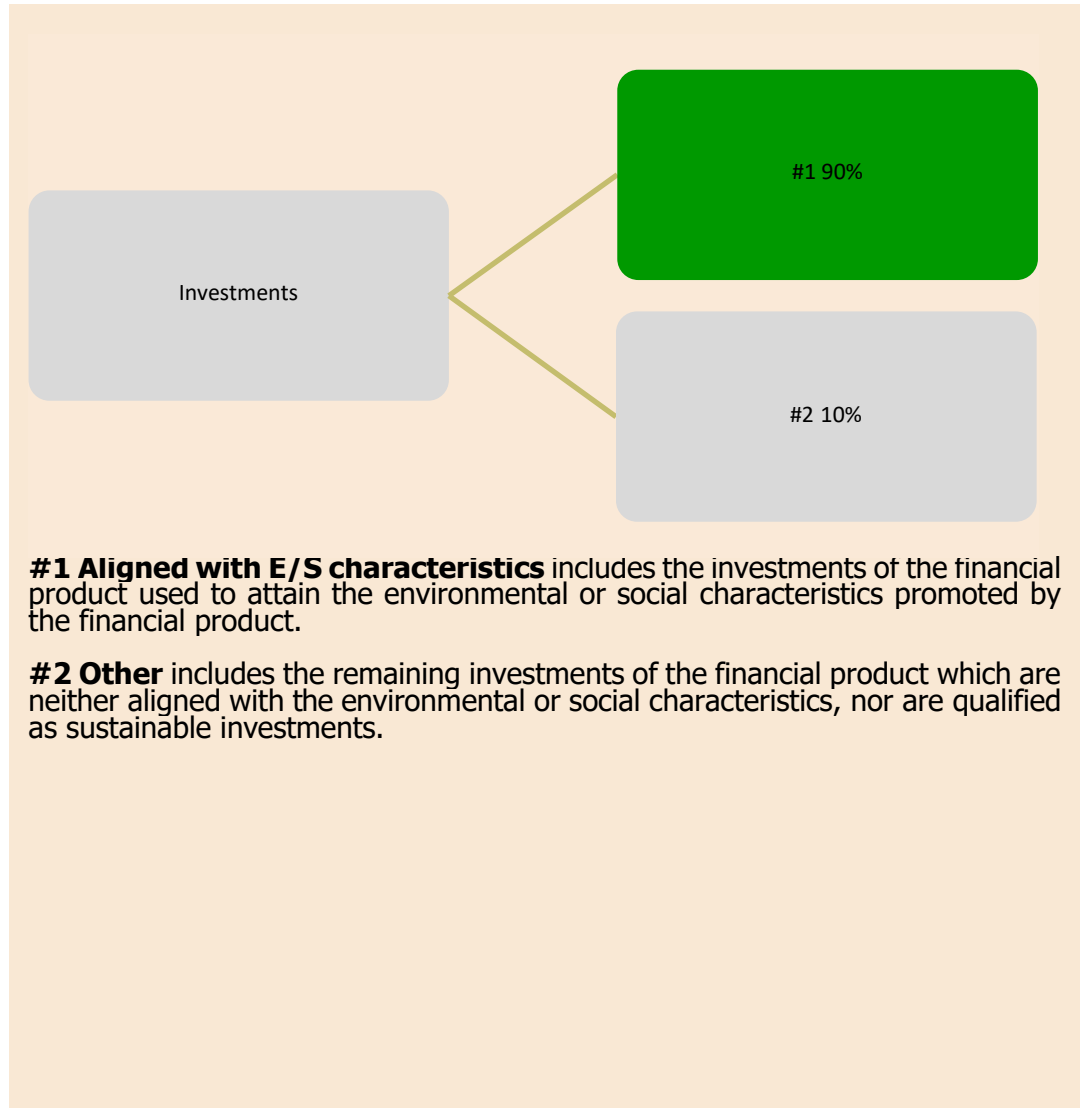 #1 90%
Investments
#2 10%
#1 Aligned with E/S characteristics includes the investments of the financial
product used to attain the environmental or social characteristics promoted by
the financial product.
#2 Other includes the remaining investments of the financial product which are
neither aligned with the environmental or social characteristics, nor are qualified
as sustainable investments.